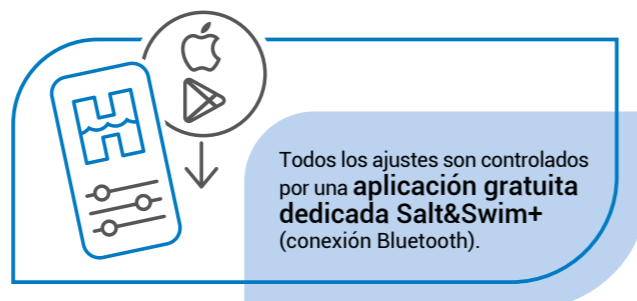 Todos los ajustes son controlados
por una aplicación gratuita
dedicada Salt&Swim+
(conexión Bluetooth).